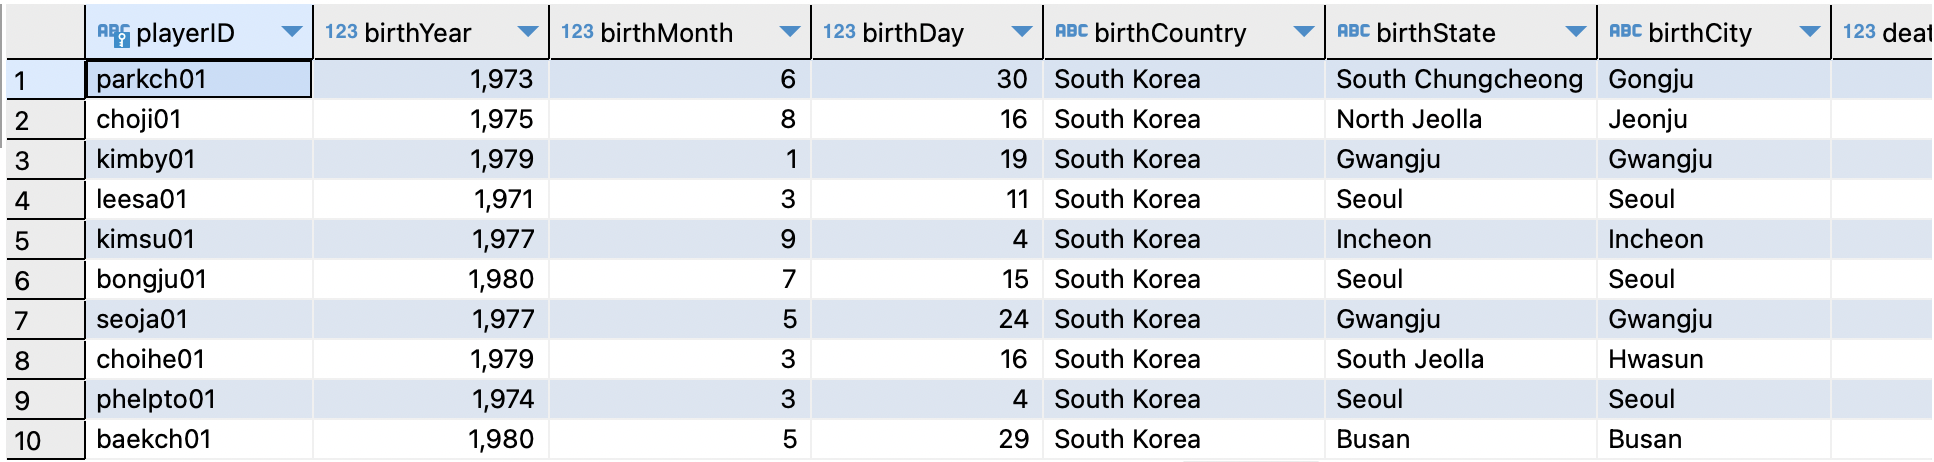 ABC playerID 123 birthYear 123 birthMonth 123 birthDay ABC birthCountry ABC birthState ABC birthCity 123
1 parkch01 1,973 6 30 South Korea South Chungcheong Gongju
2 choji01 1,975 8 16 South Korea North Jeolla Jeonju
3 kimby01 1,979 1 19 South Korea Gwangju Gwangju
4 leesa01 1,971 3 11 South Korea Seoul Seoul
5 kimsu01 1,977 9 4 South Korea Incheon Incheon
6 bongju01 1,980 7 15 South Korea Seoul Seoul
7 seoja01 1,977 5 24 South Korea Gwangju Gwangju
8 choihe01 1,979 3 16 South Korea South Jeolla Hwasun
9 phelpto01 1,974 3 4 South Korea Seoul Seoul
10 baekch01 1,980 5 29 South Korea Busan Busan